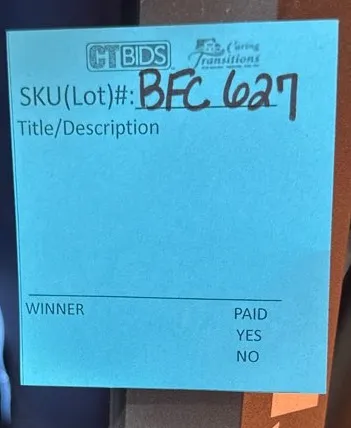 CTBIDS Caring Transitions
SKU(Lot)#: BFC 627
Title/Description
WINNER PAID
YES
NO